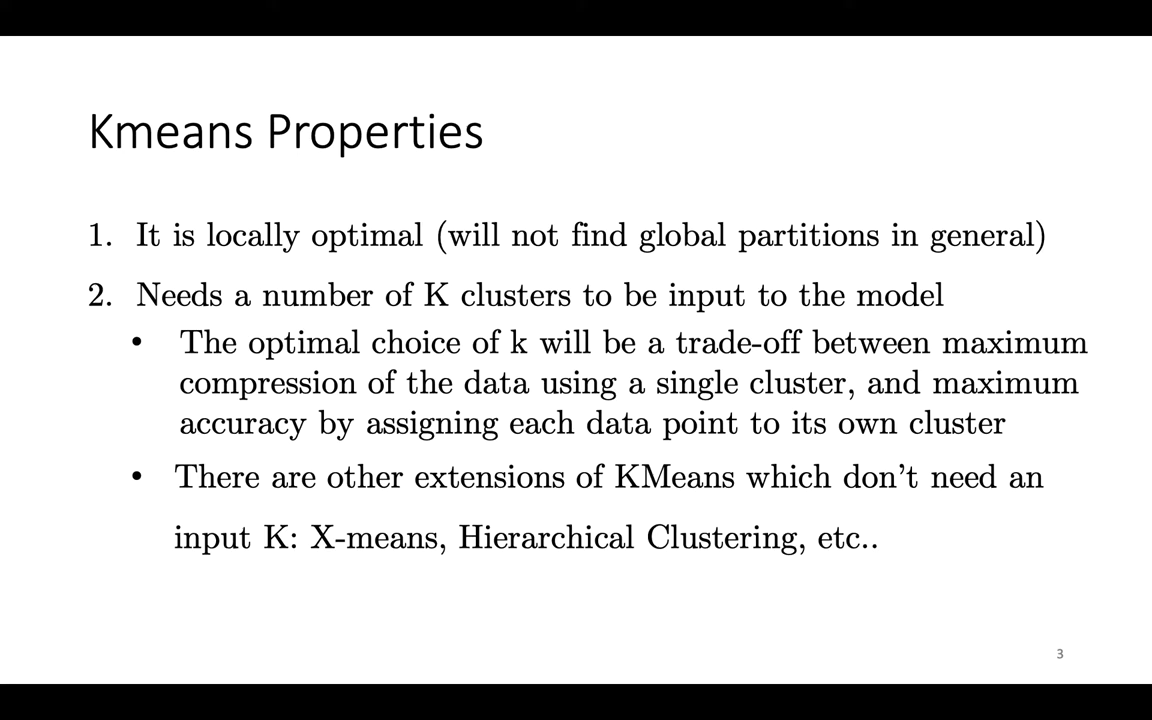 Kmeans Properties
1. It is locally optimal (will not find global partitions in general)
2. Needs a number of K clusters to be input to the model
• The optimal choice of k will be a trade-off between maximum
compression of the data using a single cluster, and maximum
accuracy by assigning each data point to its own cluster
• There are other extensions of KMeans which don’t need an
input K: X-means, Hierarchical Clustering, etc..
3